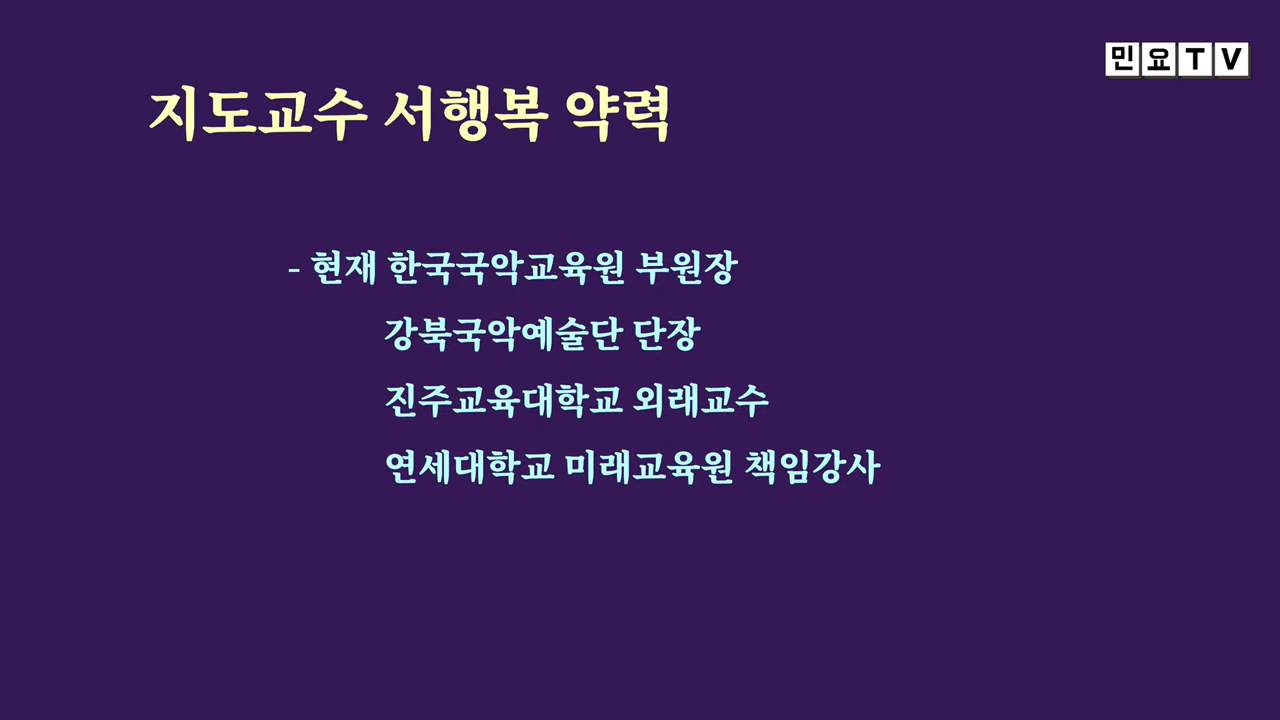 민요TV
지도교수 서행복 약력
- 현재 한국국악교육원 부원장
강북국악예술단 단장
진주교육대학교 외래교수
연세대학교 미래교육원 책임강사